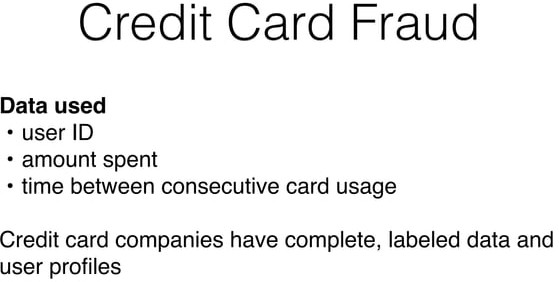 Credit Card Fraud
Data used
• user ID
• amount spent
• time between consecutive card usage
Credit card companies have complete, labeled data and
user profiles